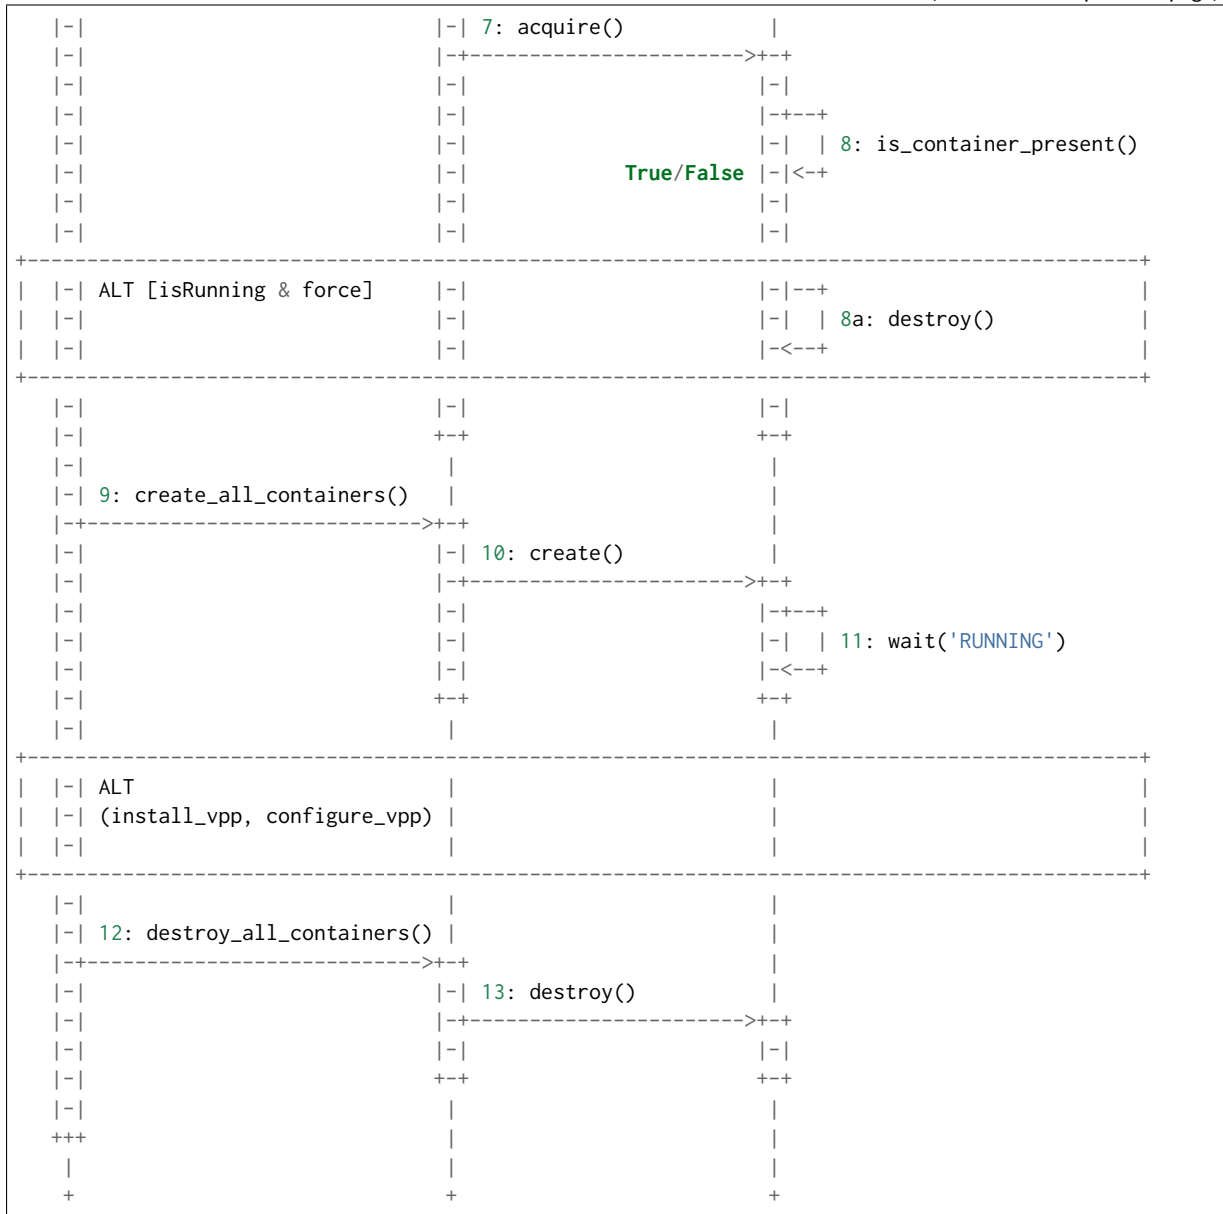 7: acquire()
8: is_container_present()
True/False
ALT [isRunning & force]
8a: destroy()
9: create_all_containers()
10: create()
11: wait('RUNNING')
ALT
(install_vpp, configure_vpp)
12: destroy_all_containers()
13: destroy()